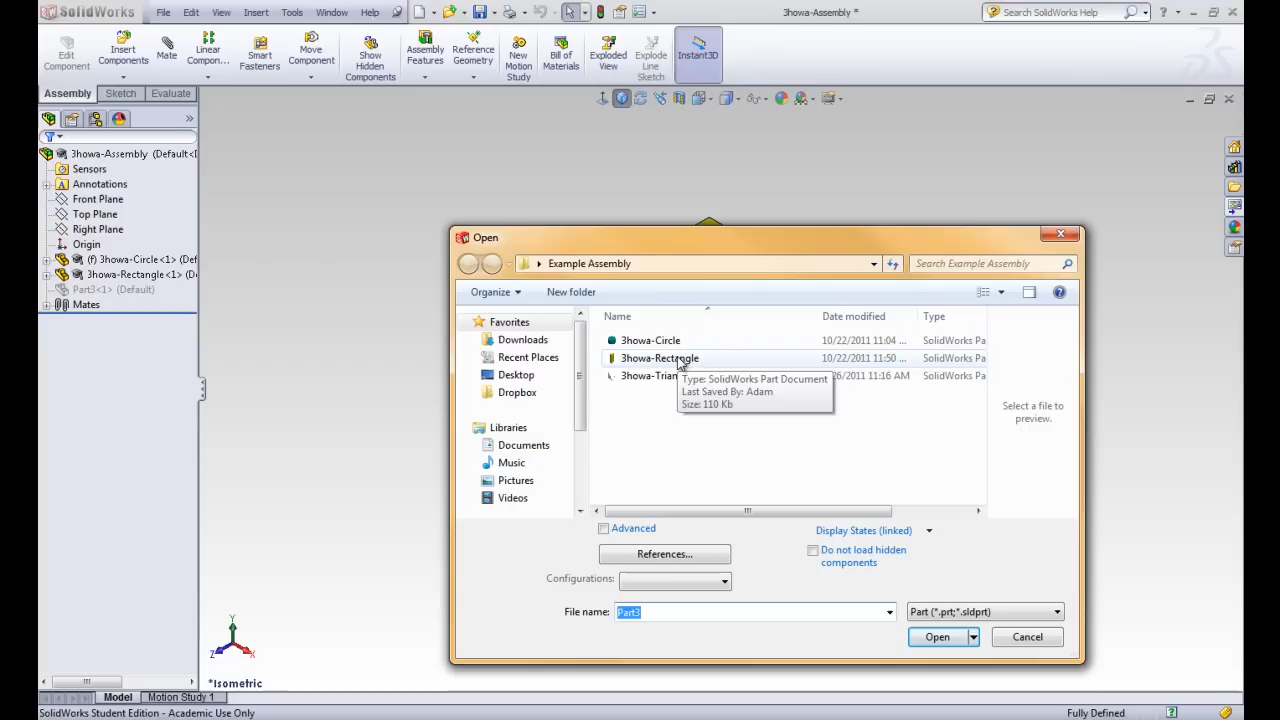 SolidWorks File Edit View Insert Tools Window Help 3howa-Assembly * Search SolidWorks Help
Edit Component
Insert Components
Mate
Linear Compon...
Smart Fasteners
Move Component
Show Hidden Components
Assembly Features
Reference Geometry
New Motion Study
Bill of Materials
Exploded View
Explode Line Sketch
Instant3D
Assembly Sketch Evaluate
3howa-Assembly (Default<D
Sensors
Annotations
Front Plane
Top Plane
Right Plane
Origin
(f) 3howa-Circle<1> (Def
3howa-Rectangle<1> (D
Part3<1> (Default)
Mates
Open
Example Assembly Search Example Assembly
Organize New folder
Favorites
Downloads
Recent Places
Desktop
Dropbox
Libraries
Documents
Music
Pictures
Videos
Name Date modified Type
3howa-Circle 10/22/2011 11:04 ... SolidWorks Pa
3howa-Rectangle 10/22/2011 11:50 ... SolidWorks Pa
3howa-Trian 26/2011 11:16 AM SolidWorks Pa
Type: SolidWorks Part Document
Last Saved By: Adam
Size: 110 Kb
Select a file to
preview.
Advanced
Display States (linked)
References...
Do not load hidden
components
Configurations:
File name: Part3 Part (*.prt;*.sldprt)
Open Cancel
Y
Z X
*Isometric
Model Motion Study 1
SolidWorks Student Edition - Academic Use Only Fully Defined